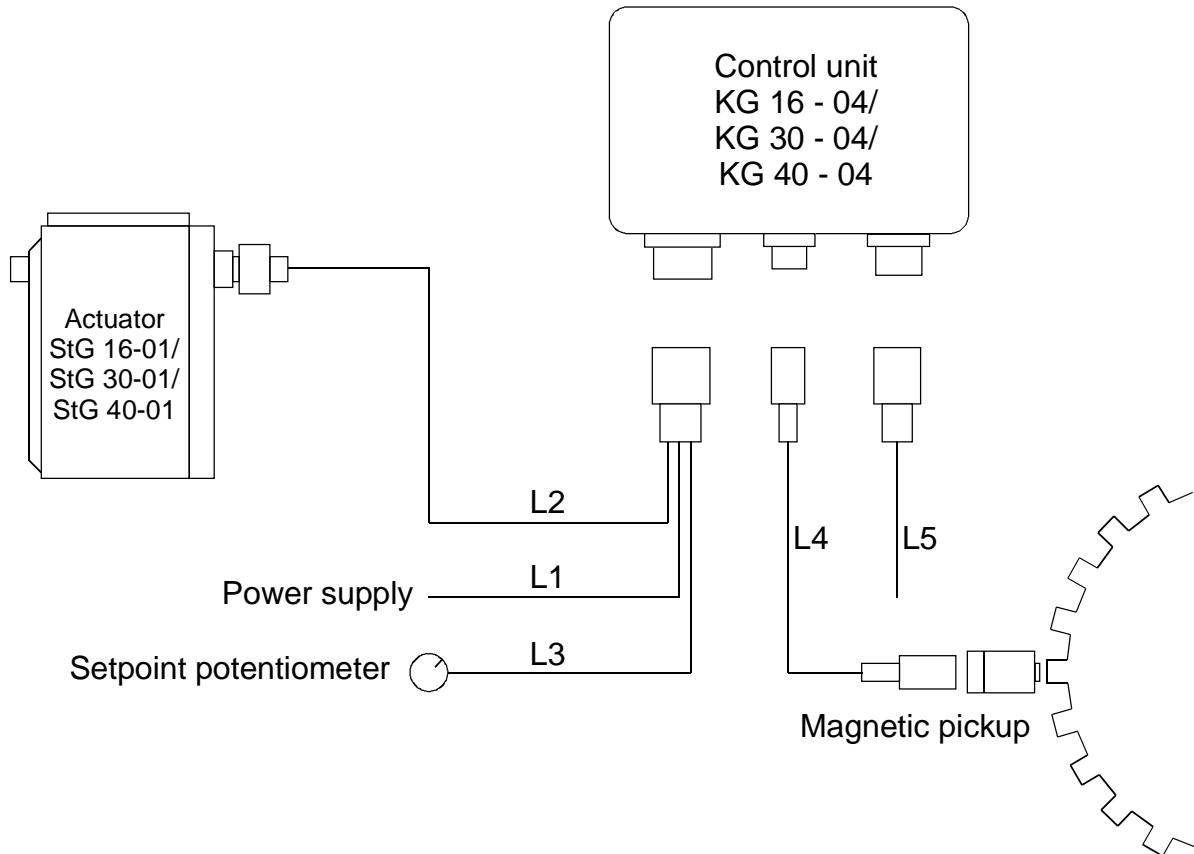 Control unit
KG 16 - 04/
KG 30 - 04/
KG 40 - 04
Actuator
StG 16-01/
StG 30-01/
StG 40-01
L2
L4
L5
L1
Power supply
L3
Setpoint potentiometer
Magnetic pickup